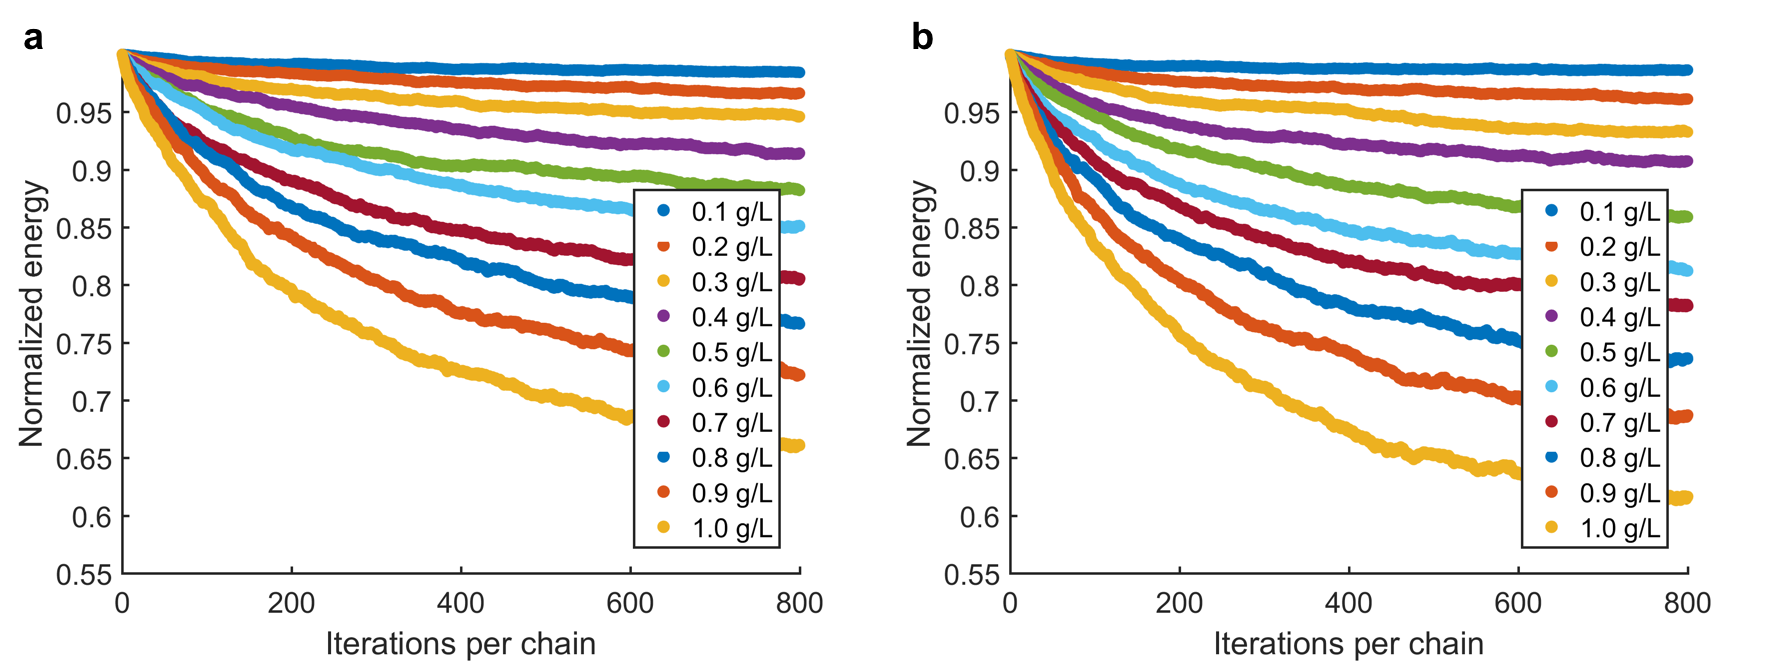 a
Normalized energy
0.95
0.9
0.85
0.8
0.75
0.7
0.65
0.6
0.55
0
200
400
600
800
Iterations per chain
0.1 g/L
0.2 g/L
0.3 g/L
0.4 g/L
0.5 g/L
0.6 g/L
0.7 g/L
0.8 g/L
0.9 g/L
1.0 g/L
b
Normalized energy
0.95
0.9
0.85
0.8
0.75
0.7
0.65
0.6
0.55
0
200
400
600
800
Iterations per chain
0.1 g/L
0.2 g/L
0.3 g/L
0.4 g/L
0.5 g/L
0.6 g/L
0.7 g/L
0.8 g/L
0.9 g/L
1.0 g/L